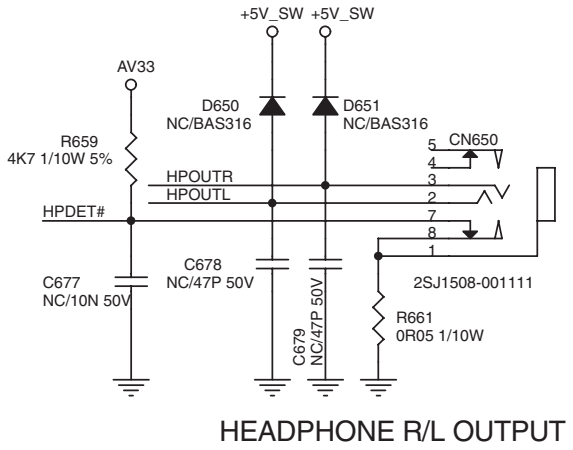 +5V_SW +5V_SW
AV33
D650
NC/BAS316
D651
NC/BAS316
R659
4K7 1/10W 5%
CN650
5
4
HPOUTR
3
HPOUTL
2
HPDET#
7
8
1
C677
NC/10N 50V
C678
NC/47P 50V
C679
NC/47P 50V
2SJ1508-001111
R661
0R05 1/10W
HEADPHONE R/L OUTPUT